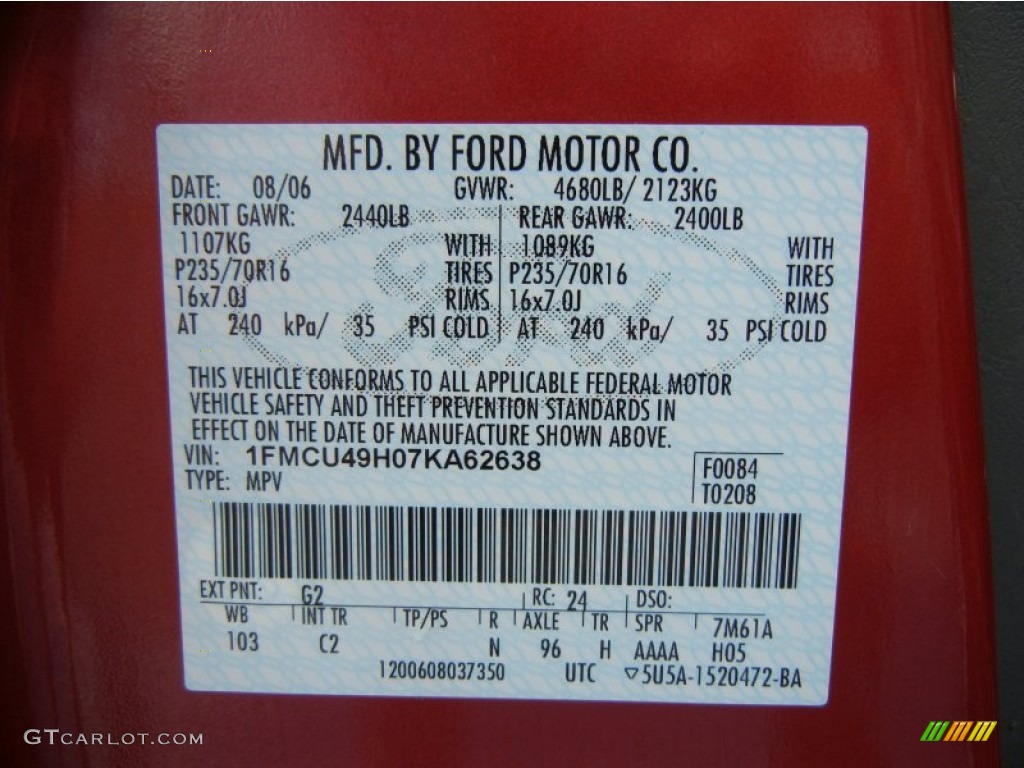 MFD. BY FORD MOTOR CO.
DATE: 08/06 GVWR: 4680LB/ 2123KG
FRONT GAWR: 2440LB REAR GAWR: 2400LB
1107KG WITH 1089KG WITH
P235/70R16 TIRES P235/70R16 TIRES
16x7.0J RIMS 16x7.0J RIMS
AT 240 kPa/ 35 PSI COLD AT 240 kPa/ 35 PSI COLD
Ford
THIS VEHICLE CONFORMS TO ALL APPLICABLE FEDERAL MOTOR
VEHICLE SAFETY AND THEFT PREVENTION STANDARDS IN
EFFECT ON THE DATE OF MANUFACTURE SHOWN ABOVE.
VIN: 1FMCU49H07KA62638 F0084
TYPE: MPV T0208
EXT PNT: G2 RC: 24 DSO:
WB INT TR TP/PS R AXLE TR SPR 7M61A
103 C2 N 96 H AAAA H05
1200608037350 UTC ▽5U5A-1520472-BA
GTCARLOT.COM